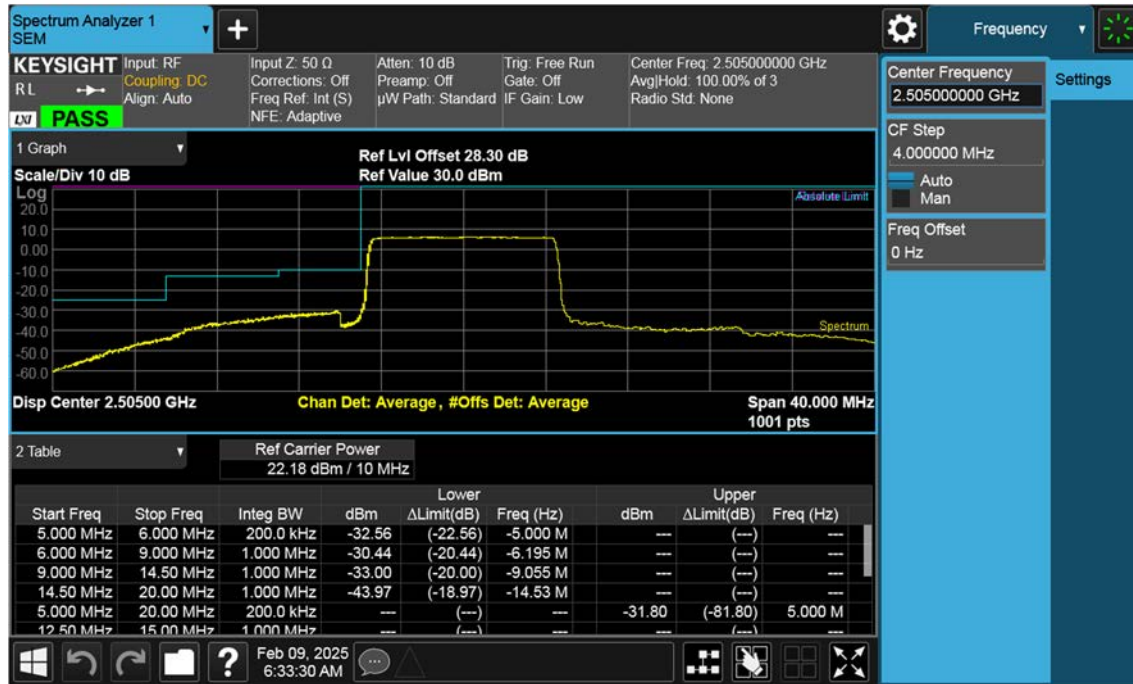 Spectrum Analyzer 1
SEM
+
Frequency
KEYSIGHT
RL
LXI PASS
Input: RF
Coupling: DC
Align: Auto
Input Z: 50 Ω
Corrections: Off
Freq Ref: Int (S)
NFE: Adaptive
Atten: 10 dB
Preamp: Off
µW Path: Standard
Trig: Free Run
Gate: Off
IF Gain: Low
Center Freq: 2.505000000 GHz
Avg|Hold: 100.00% of 3
Radio Std: None
Center Frequency
2.505000000 GHz
Settings
CF Step
4.000000 MHz
Auto
Man
Freq Offset
0 Hz
1 Graph
Scale/Div 10 dB
Ref Lvl Offset 28.30 dB
Ref Value 30.0 dBm
Log
Absolute Limit
20.0
10.0
0.00
-10.0
-20.0
-30.0
-40.0
-50.0
-60.0
Spectrum
Disp Center 2.50500 GHz
Chan Det: Average, #Offs Det: Average
Span 40.000 MHz
1001 pts
2 Table
Ref Carrier Power
22.18 dBm / 10 MHz
Lower Upper
Start Freq Stop Freq Integ BW dBm ΔLimit(dB) Freq (Hz) dBm ΔLimit(dB) Freq (Hz)
5.000 MHz 6.000 MHz 200.0 kHz -32.56 (-22.56) -5.000 M --- (---) ---
6.000 MHz 9.000 MHz 1.000 MHz -30.44 (-20.44) -6.195 M --- (---) ---
9.000 MHz 14.50 MHz 1.000 MHz -33.00 (-20.00) -9.055 M --- (---) ---
14.50 MHz 20.00 MHz 1.000 MHz -43.97 (-18.97) -14.53 M --- (---) ---
5.000 MHz 20.00 MHz 200.0 kHz --- (---) --- -31.80 (-81.80) 5.000 M
12.50 MHz 15.00 MHz 1.000 MHz --- (---) --- --- (---) ---
?
Feb 09, 2025
6:33:30 AM